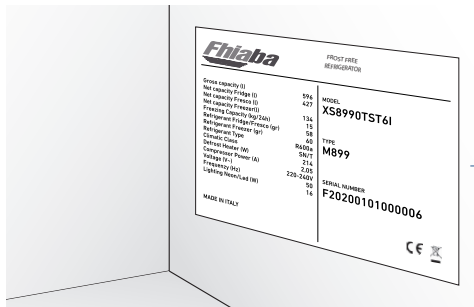 Fhiaba
FROST FREE
REFRIGERATOR
Gross capacity (l) 596
Net capacity Fridge (l) 427
Net capacity Fresco (l)
Net capacity Freezer(l) 134
Freezing Capacity (kg/24h) 15
Refrigerant Fridge/Fresco (gr) 58
Refrigerant Freezer (gr) 60
Refrigerant Type R600a
Climatic Class SN/T
Defrost Heater (W) 214
Compressor Power (A) 2.05
Voltage (V~) 220-240V
Frequency (Hz) 50
Lighting Neon/Led (W) 16
MADE IN ITALY
MODEL
XS8990TST6I
TYPE
M899
SERIAL NUMBER
F20200101000006
CE